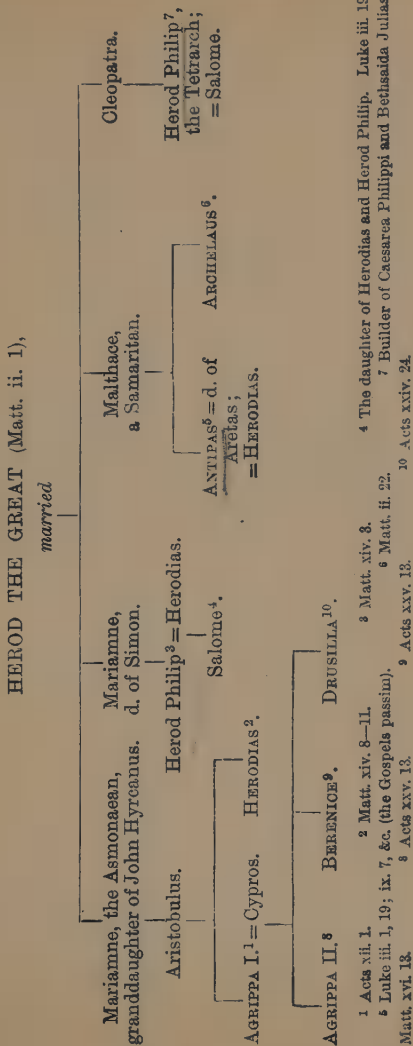 HEROD THE GREAT (Matt. ii. 1),
married
Mariamne, the Asmonaean,
granddaughter of John Hyrcanus.
Mariamne,
d. of Simon.
Malthace,
a Samaritan.
Cleopatra.
Aristobulus.
Herod Philip³=Herodias.
Salome⁴.
ANTIPAS⁵=d. of
Aretas;
=HERODIAS.
ARCHELAUS⁶.
Herod Philip⁷,
the Tetrarch;
=Salome.
AGRIPPA I.¹=Cypros.
HERODIAS².
AGRIPPA II.⁸
BERENICE⁹.
DRUSILLA¹⁰.
1 Acts xii. 1. 2 Matt. xiv. 8—11. 3 Matt. xiv. 3. 4 The daughter of Herodias and Herod Philip. Luke iii. 19
5 Luke iii. 1, 19; ix. 7, &c. (the Gospels passim). 6 Matt. ii. 22. 7 Builder of Caesarea Philippi and Bethsaida Julias
Matt. xvi. 13. 8 Acts xxv. 13. 9 Acts xxv. 13. 10 Acts xxiv. 24.